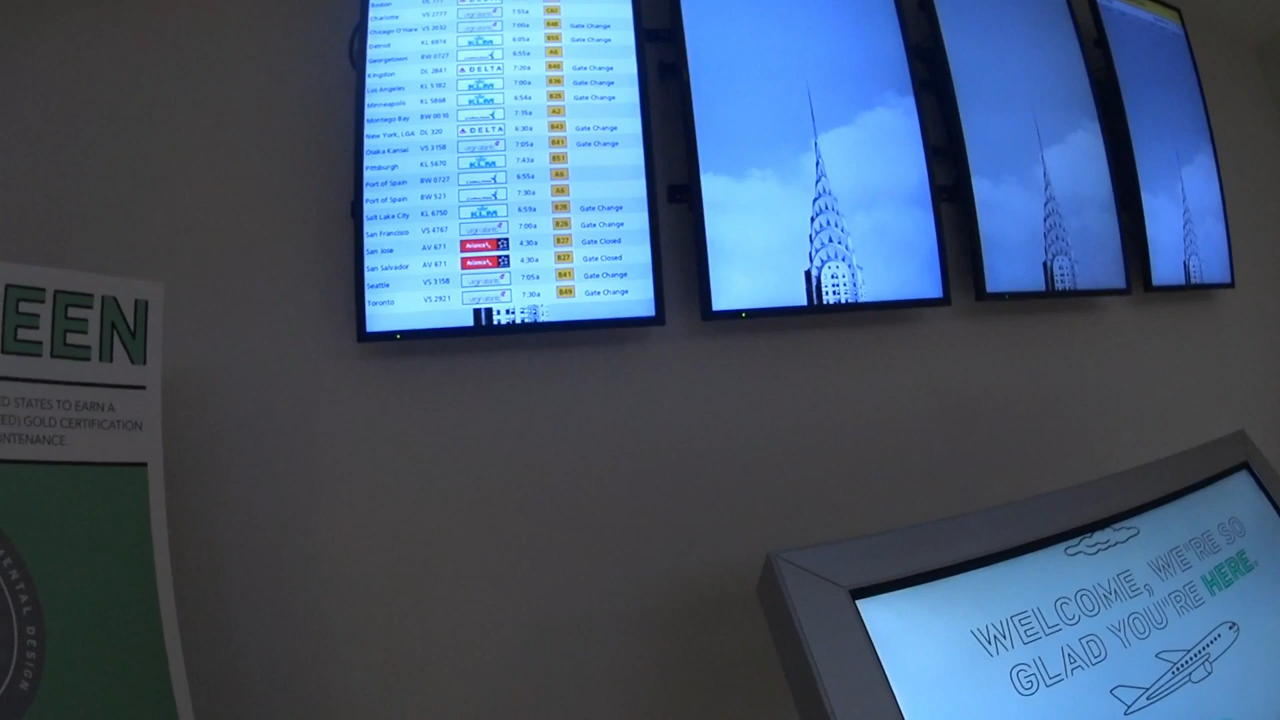 Boston
Charlotte VS 2777 7:55a
Chicago O'Hare VS 2032 7:00a B48 Gate Change
Detroit KL 6974 6:05a B55 Gate Change
Georgetown BW 0727 6:55a A6
Kingston DL 2841 DELTA 7:20a B40 Gate Change
Los Angeles KL 5182 KLM 7:00a B36 Gate Change
Minneapolis KL 5868 KLM 6:54a B25 Gate Change
Montego Bay BW 0010 7:15a A2
New York, LGA DL 320 DELTA 6:30a B43 Gate Change
Osaka Kansai VS 3158 7:05a B41 Gate Change
Pittsburgh KL 5670 KLM 7:43a B51
Port of Spain BW 0727 6:55a A6
Port of Spain BW 521 7:30a A6
Salt Lake City KL 6750 KLM 6:59a B28 Gate Change
San Francisco VS 4767 7:00a B26 Gate Change
San Jose AV 671 Avianca 4:30a B27 Gate Closed
San Salvador AV 671 Avianca 4:30a B27 Gate Closed
Seattle VS 3158 7:05a B41 Gate Change
Toronto VS 2921 7:30a B49 Gate Change
EEN
ED STATES TO EARN A
EED) GOLD CERTIFICATION
NTENANCE.
MENTAL DESIGN
WELCOME, WE'RE SO
GLAD YOU'RE HERE.